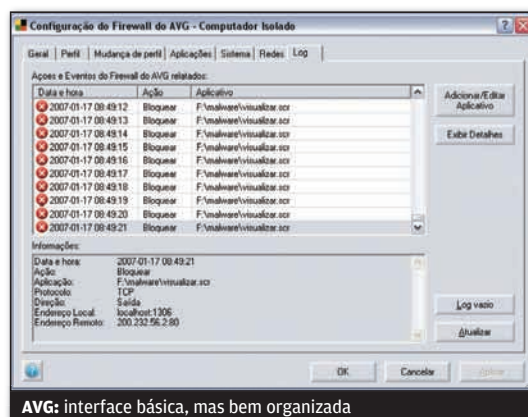 Configuração do Firewall do AVG - Computador Isolado
Geral Perfil Mudança de perfil Aplicações Sistema Redes Log
Ações e Eventos do Firewall do AVG relatados:
Data e hora Ação Aplicativo
2007-01-17 08:49:12 Bloquear F:\malware\visualizar.scr
2007-01-17 08:49:13 Bloquear F:\malware\visualizar.scr
2007-01-17 08:49:14 Bloquear F:\malware\visualizar.scr
2007-01-17 08:49:15 Bloquear F:\malware\visualizar.scr
2007-01-17 08:49:16 Bloquear F:\malware\visualizar.scr
2007-01-17 08:49:17 Bloquear F:\malware\visualizar.scr
2007-01-17 08:49:18 Bloquear F:\malware\visualizar.scr
2007-01-17 08:49:19 Bloquear F:\malware\visualizar.scr
2007-01-17 08:49:20 Bloquear F:\malware\visualizar.scr
2007-01-17 08:49:21 Bloquear F:\malware\visualizar.scr
Adicionar/Editar
Aplicativo
Exibir Detalhes
Informações:
Data e hora: 2007-01-17 08:49:21
Ação: Bloquear
Aplicação: F:\malware\visualizar.scr
Protocolo: TCP
Direção: Saída
Endereço Local: localhost:1306
Endereço Remoto: 200.232.56.2:80
Log vazio
Atualizar
OK Cancelar Aplicar
AVG: interface básica, mas bem organizada